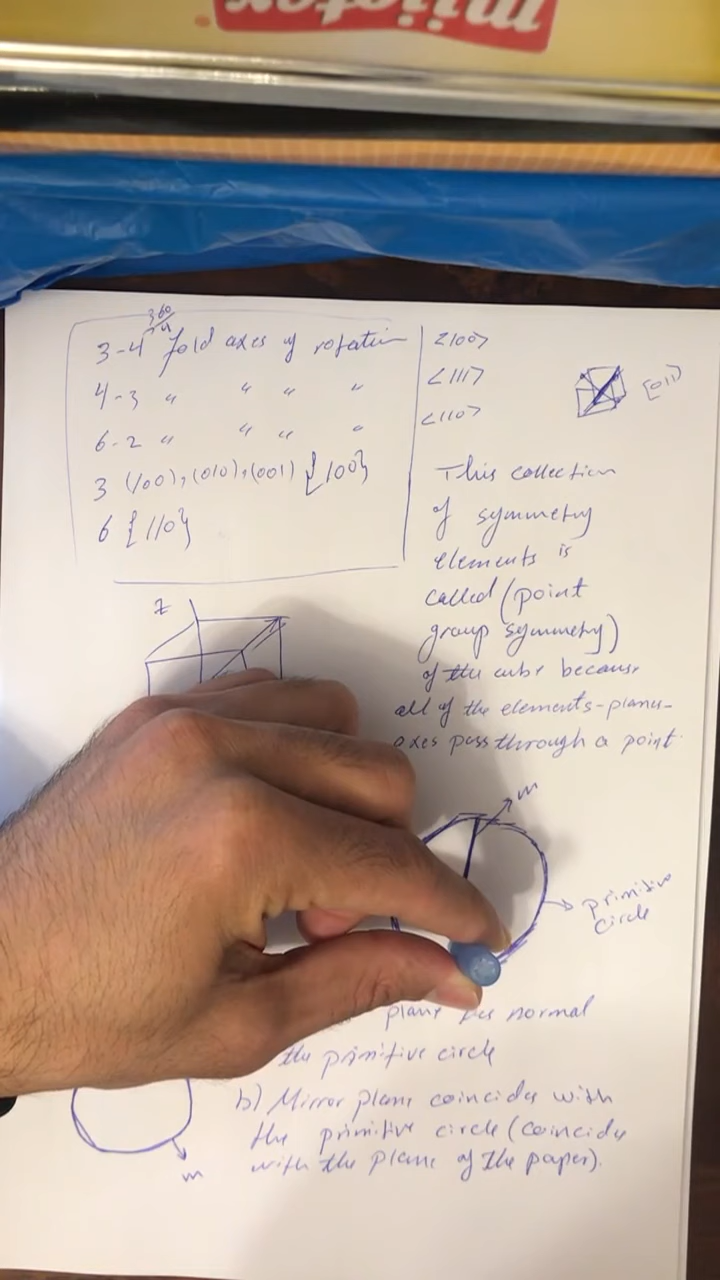 360
3-4 fold axes of rotation <100>
4-3 " " " " <111>
6-2 " " " " <110>
3 (100), (010), (001) {100}
6 {110}
[011]
This collection
of symmetry
elements is
called (point
group symmetry)
of the cube because
all of the elements-planes-
axes pass through a point.
z
m
primitive
circle
plane normal
the primitive circle
b) Mirror plane coincides with
the primitive circle (coincide
with the plane of the paper).
m